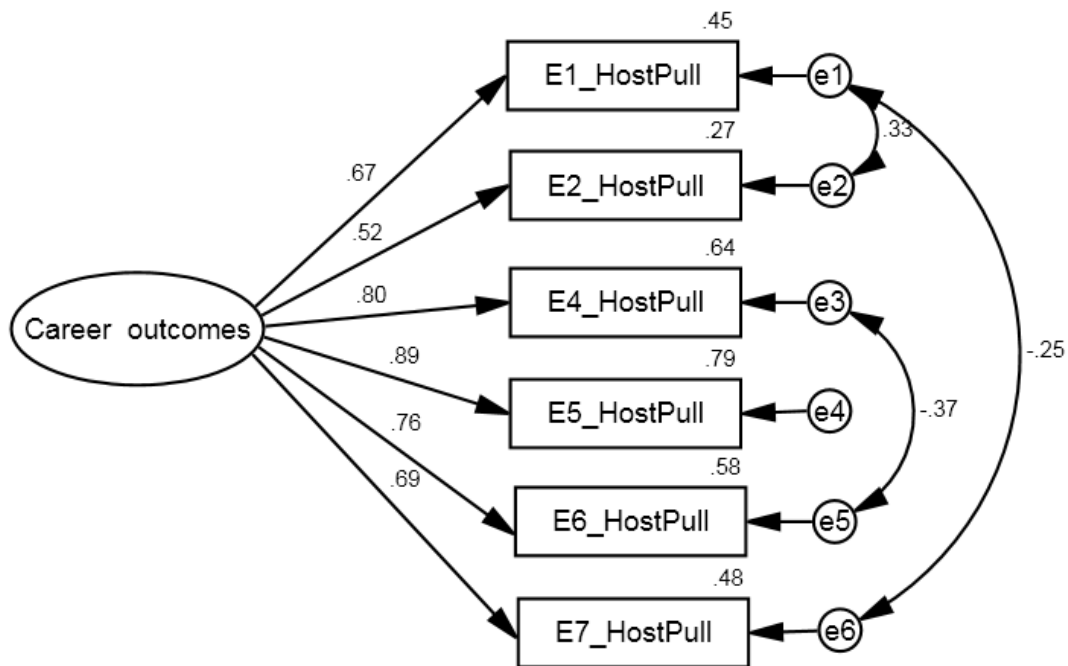 .45
E1_HostPull
e1
.67
.27
.33
E2_HostPull
e2
.52
.64
.80
E4_HostPull
e3
Career outcomes
.89
.79
-.25
E5_HostPull
e4
-.37
.76
.58
.69
E6_HostPull
e5
.48
E7_HostPull
e6